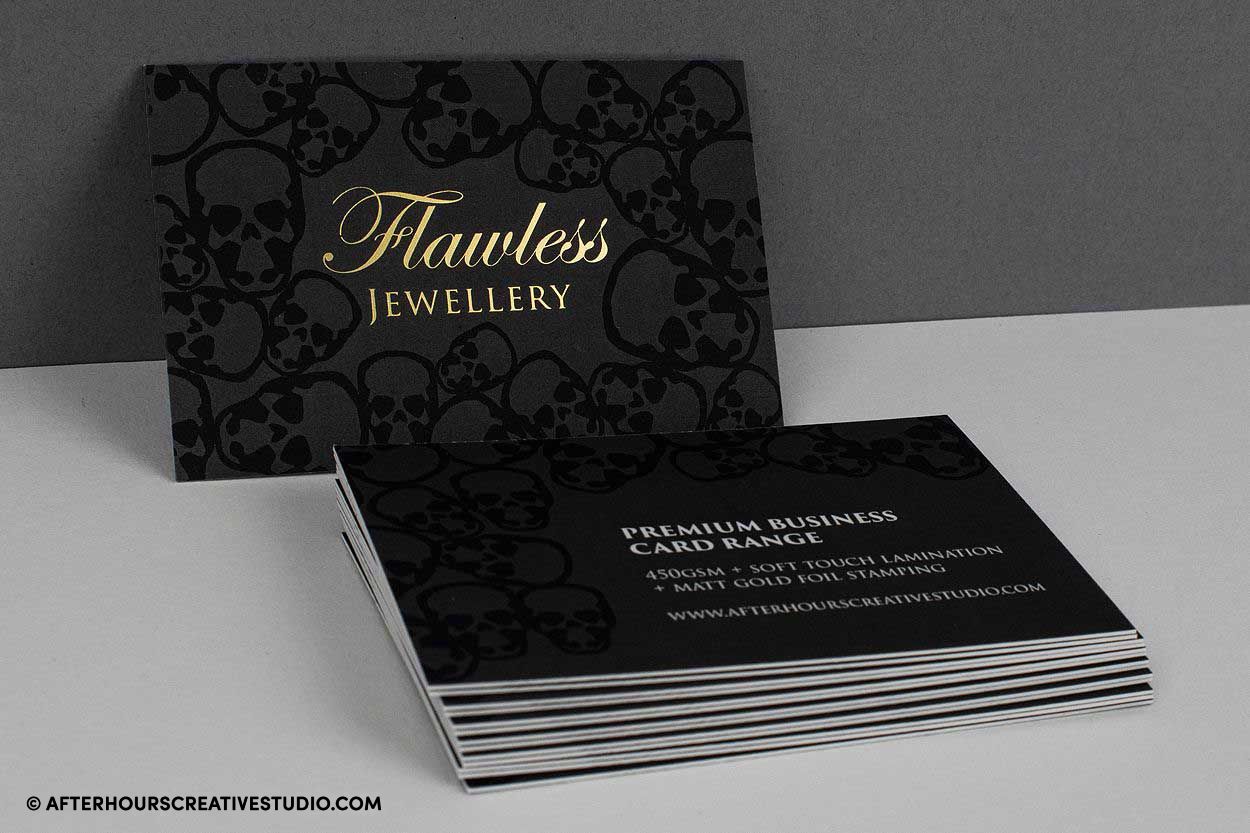 Flawless
JEWELLERY
PREMIUM BUSINESS
CARD RANGE
450GSM + SOFT TOUCH LAMINATION
+ MATT GOLD FOIL STAMPING
WWW.AFTERHOURSCREATIVESTUDIO.COM
© AFTERHOURSCREATIVESTUDIO.COM